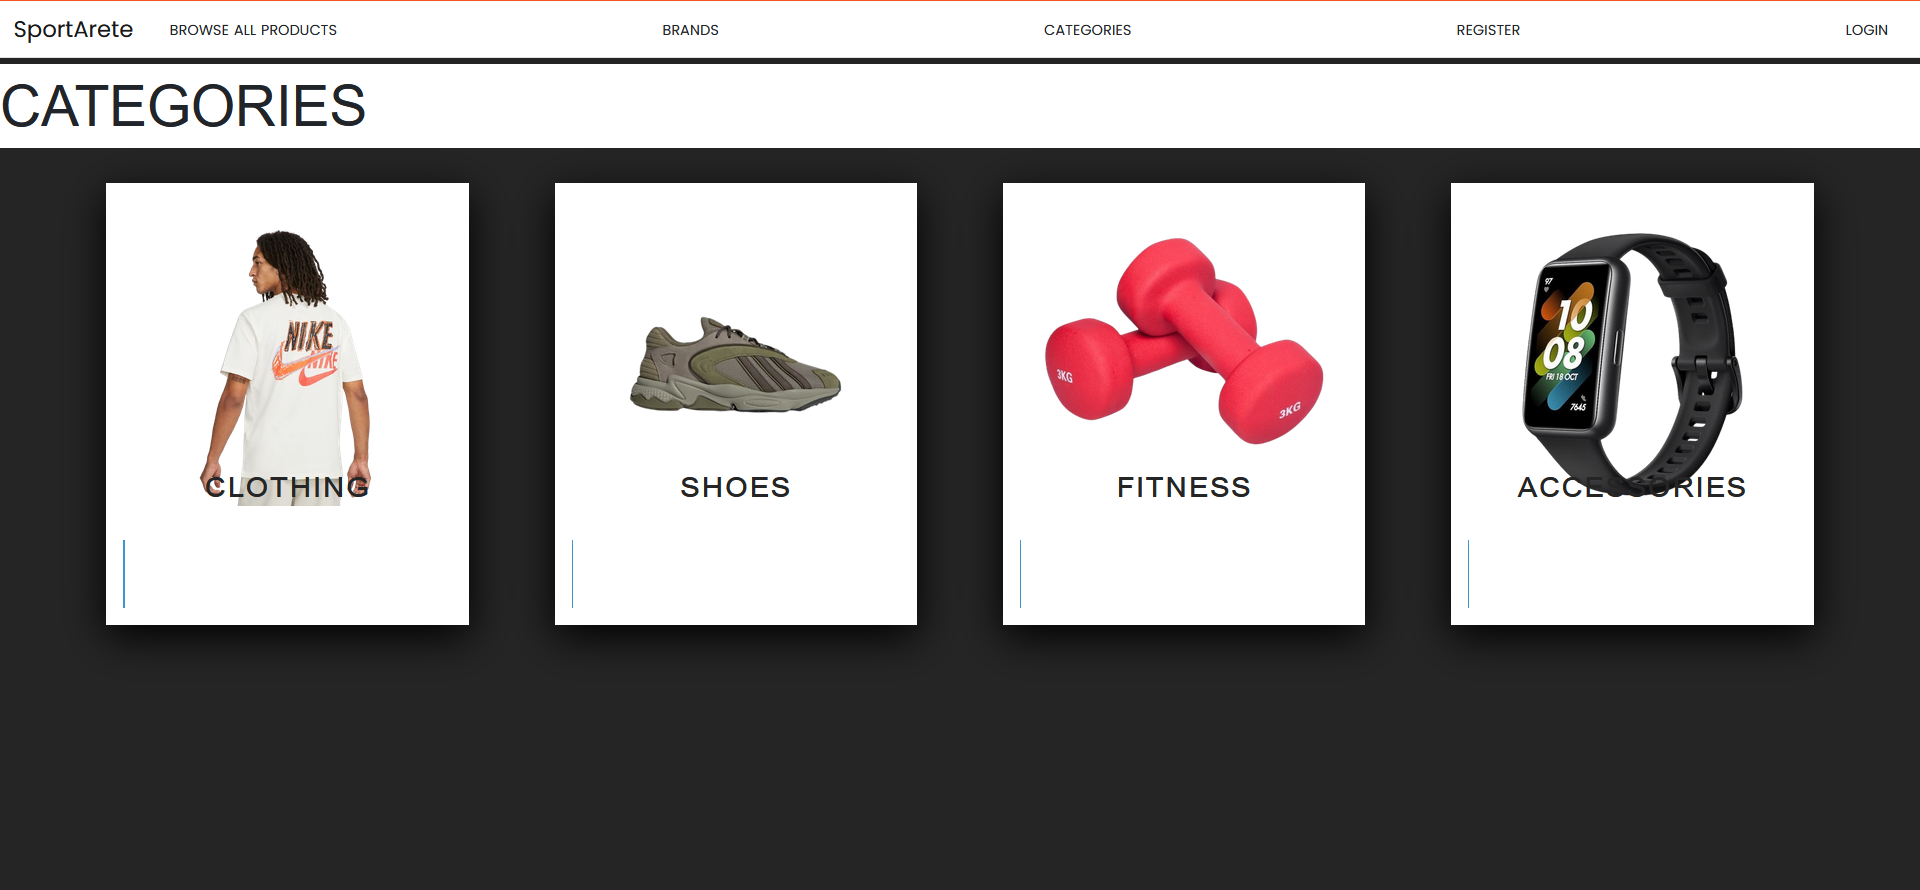 SportArete
BROWSE ALL PRODUCTS
BRANDS
CATEGORIES
REGISTER
LOGIN
CATEGORIES
NIKE
NIKE
CLOTHING
SHOES
3KG
3KG
FITNESS
97
10
08
FRI 18 OCT
7645
ACCESSORIES